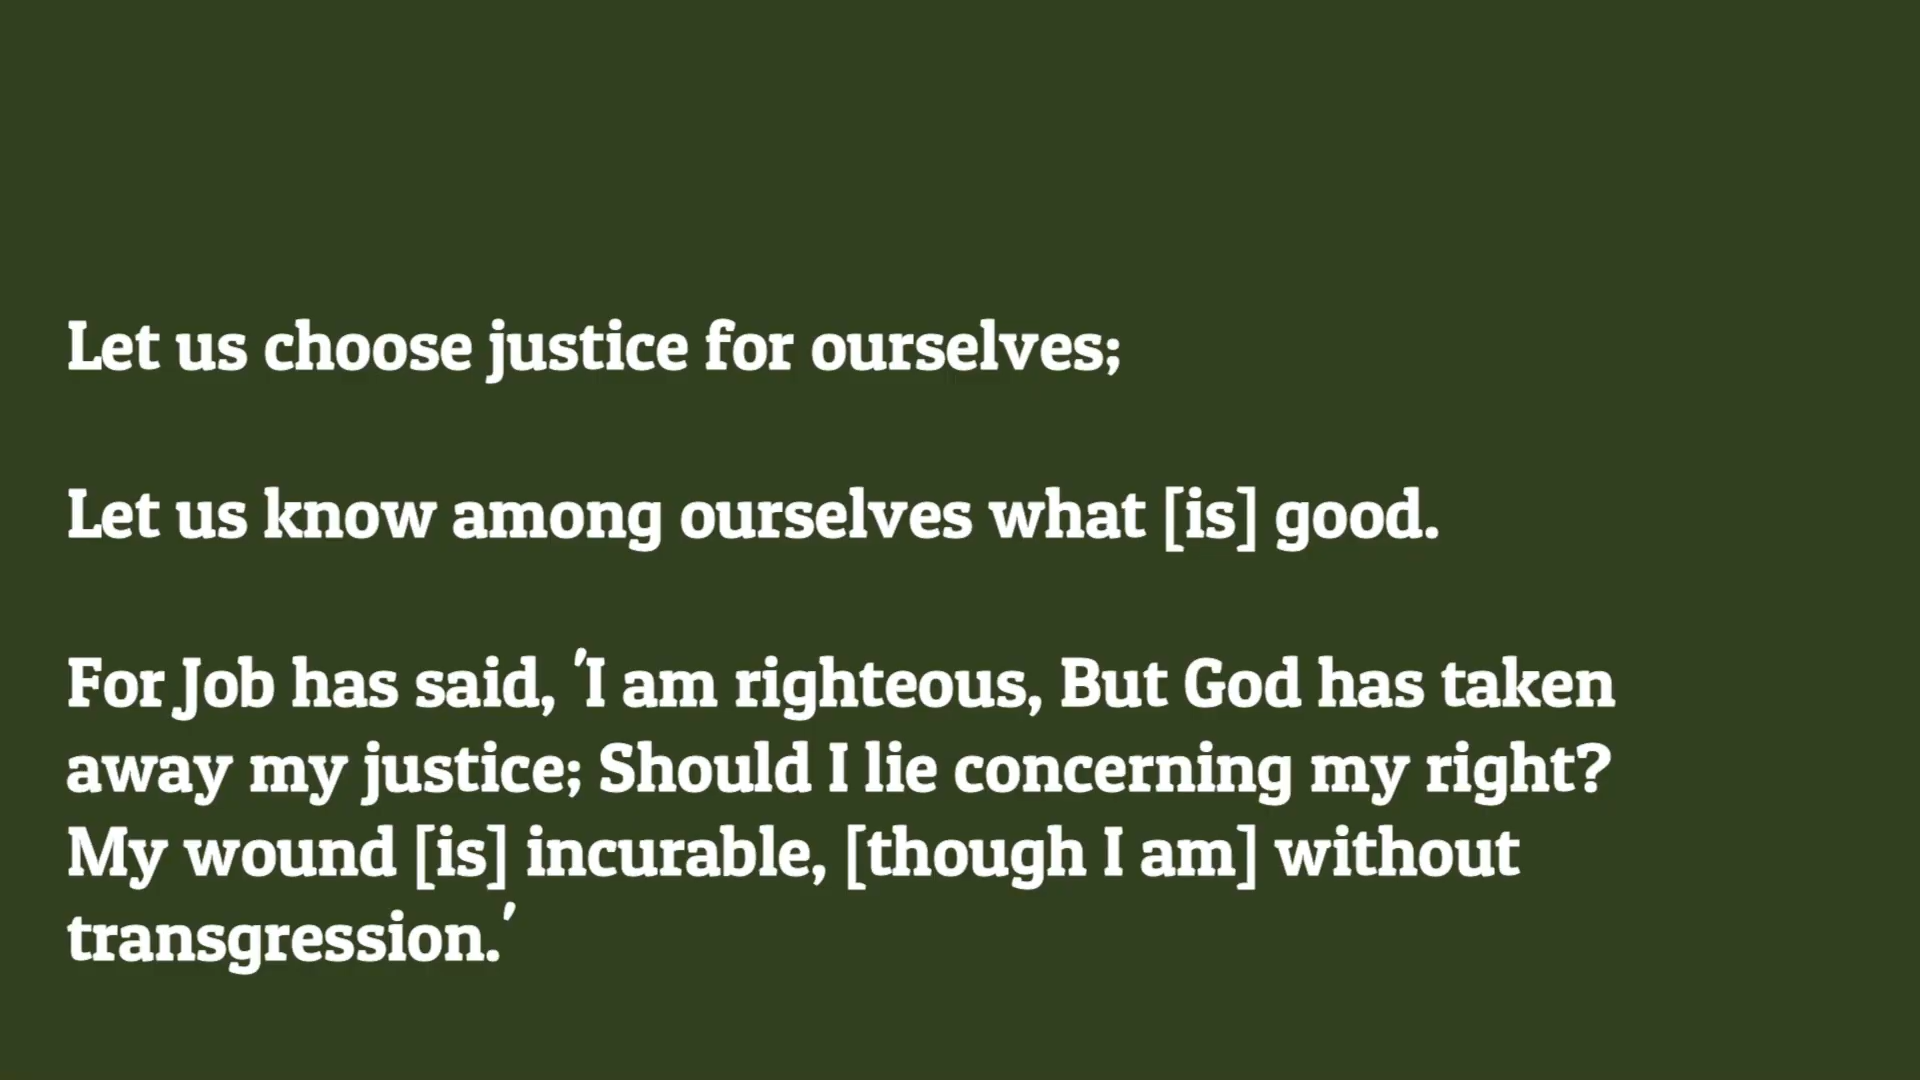 Let us choose justice for ourselves;
Let us know among ourselves what [is] good.
For Job has said, 'I am righteous, But God has taken
away my justice; Should I lie concerning my right?
My wound [is] incurable, [though I am] without
transgression.'